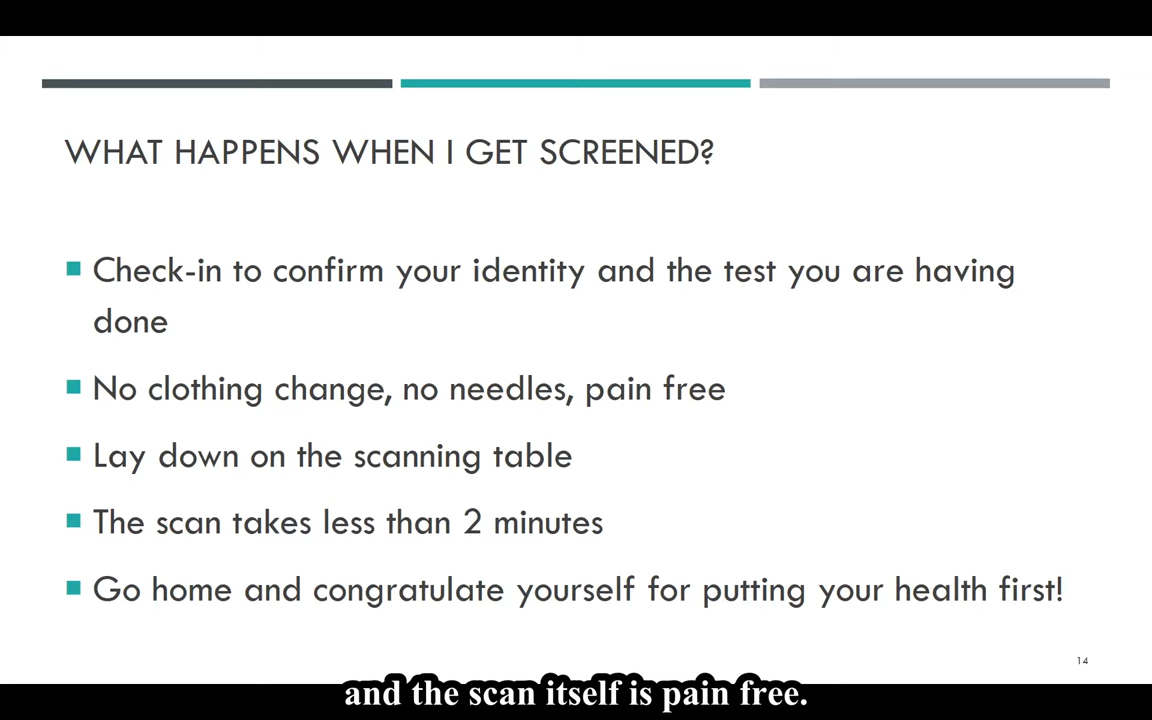 WHAT HAPPENS WHEN I GET SCREENED?
Check-in to confirm your identity and the test you are having
done
No clothing change, no needles, pain free
Lay down on the scanning table
The scan takes less than 2 minutes
Go home and congratulate yourself for putting your health first!
14
and the scan itself is pain free.